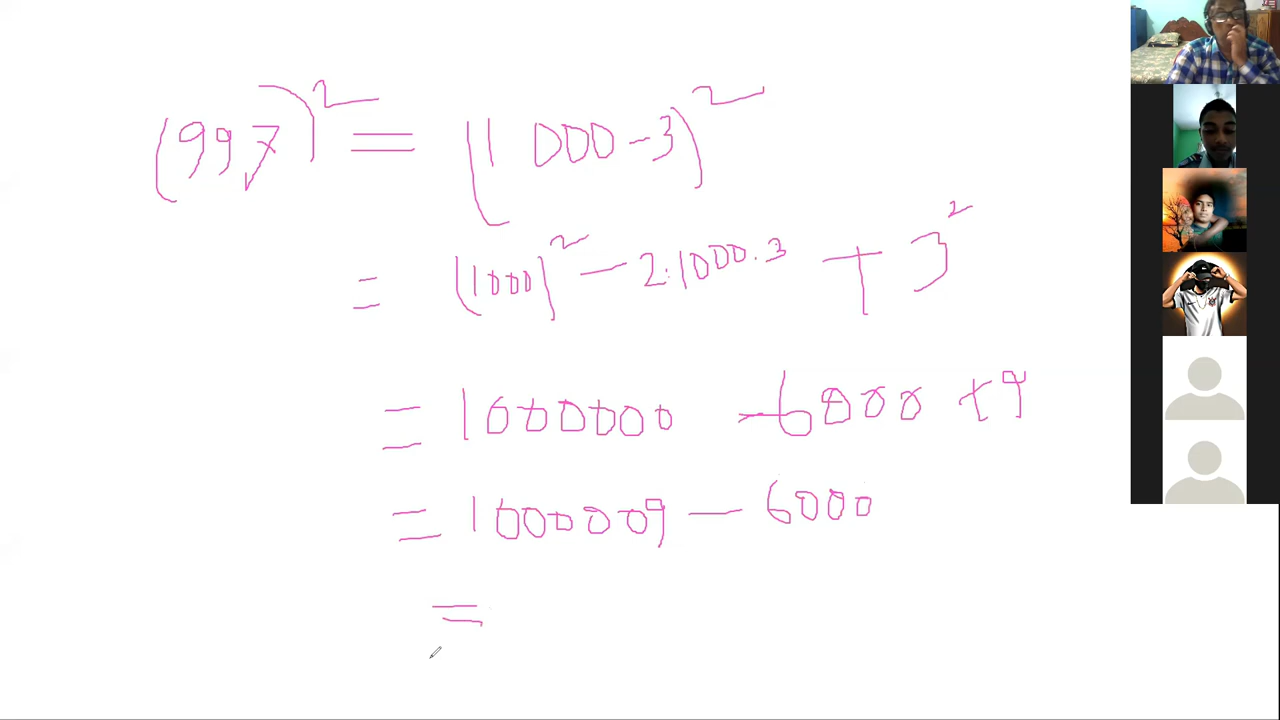 (997)² = (1000-3)²
= (1000)² - 2.1000.3 + 3²
= 1000000 - 6000 + 9
= 1000009 - 6000
=